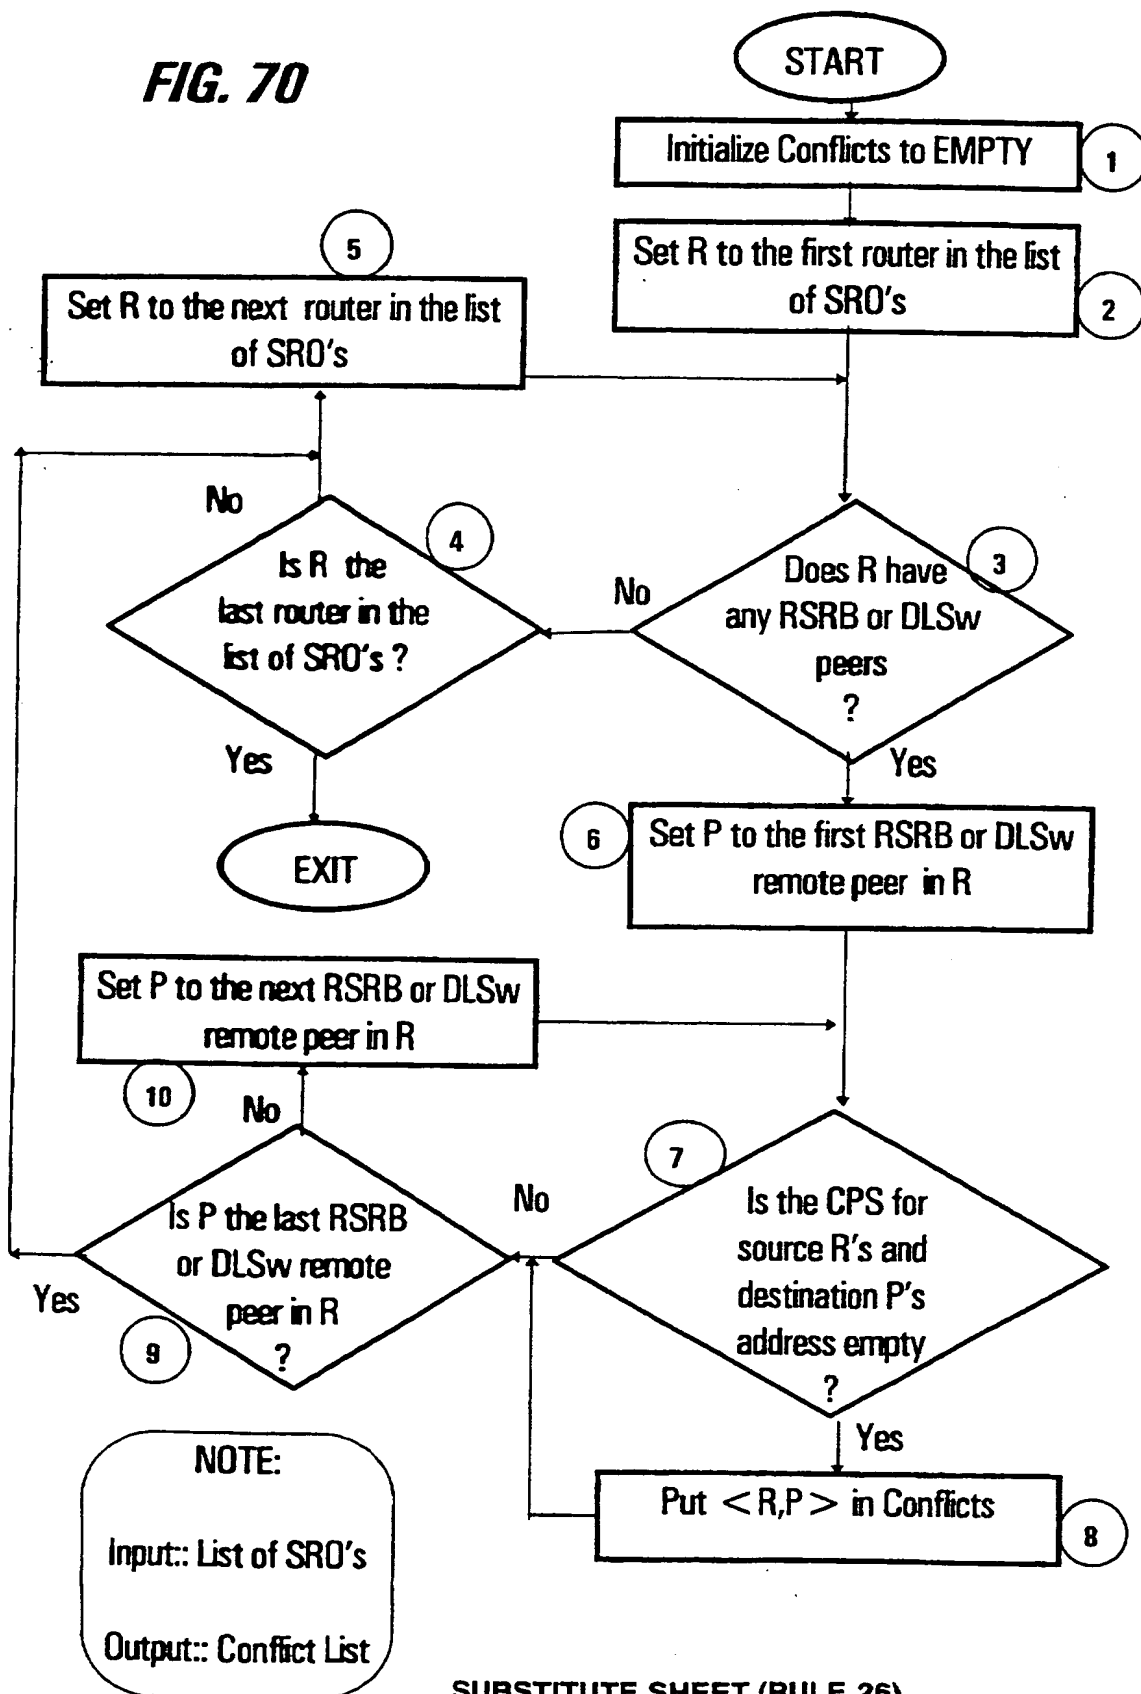 FIG. 70
START
Initialize Conflicts to EMPTY
1
Set R to the first router in the list
of SRO's
2
5
Set R to the next router in the list
of SRO's
No
4
Is R the
last router in the
list of SRO's ?
Yes
EXIT
3
Does R have
any RSRB or DLSw
peers
?
No
Yes
6
Set P to the first RSRB or DLSw
remote peer in R
Set P to the next RSRB or DLSw
remote peer in R
10
No
7
Is the CPS for
source R's and
destination P's
address empty
?
No
Yes
Is P the last RSRB
or DLSw remote
peer in R
?
Yes
9
Put <R,P> in Conflicts
8
NOTE:
Input:: List of SRO's
Output:: Conflict List
SUBSTITUTE SHEET (RULE 26)